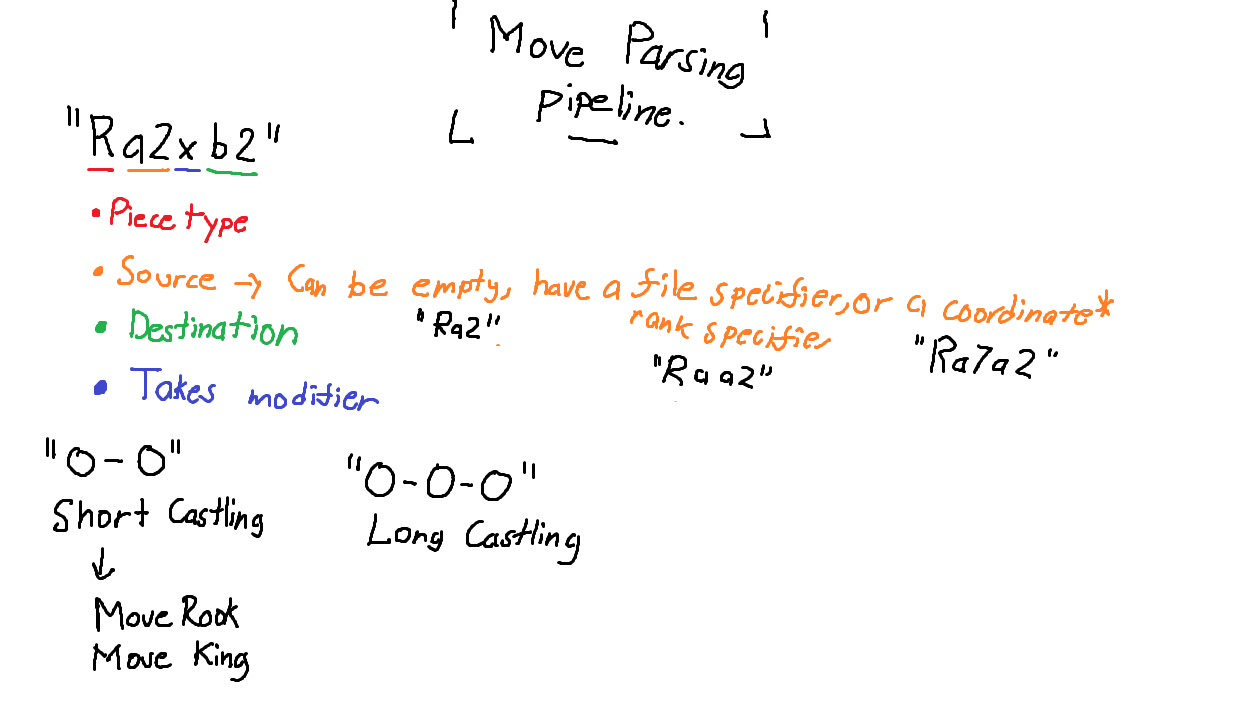 Move Parsing
Pipeline.
"Ra2xb2"
• Piece type
• Source → Can be empty, have a file specifier, or a coordinate*
rank specifier
• Destination
"Ra2"
"Raa2"
"Ra7a2"
• Takes modifier
"O-O"
Short Castling
↓
Move Rook
Move King
"O-O-O"
Long Castling